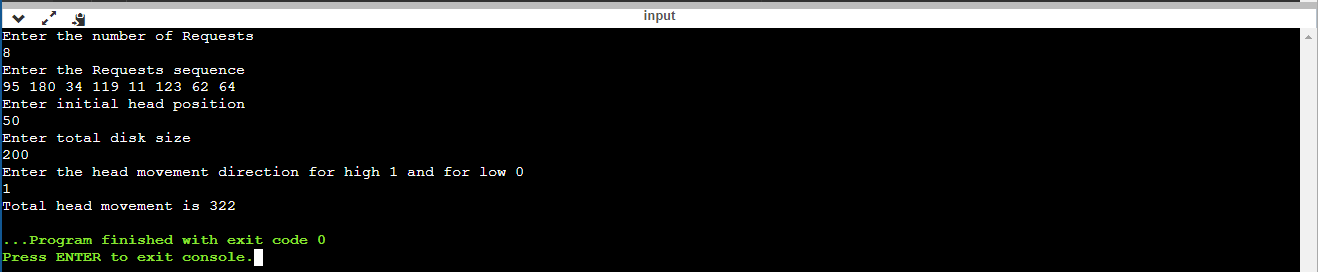 input
Enter the number of Requests
8
Enter the Requests sequence
95 180 34 119 11 123 62 64
Enter initial head position
50
Enter total disk size
200
Enter the head movement direction for high 1 and for low 0
1
Total head movement is 322
...Program finished with exit code 0
Press ENTER to exit console.